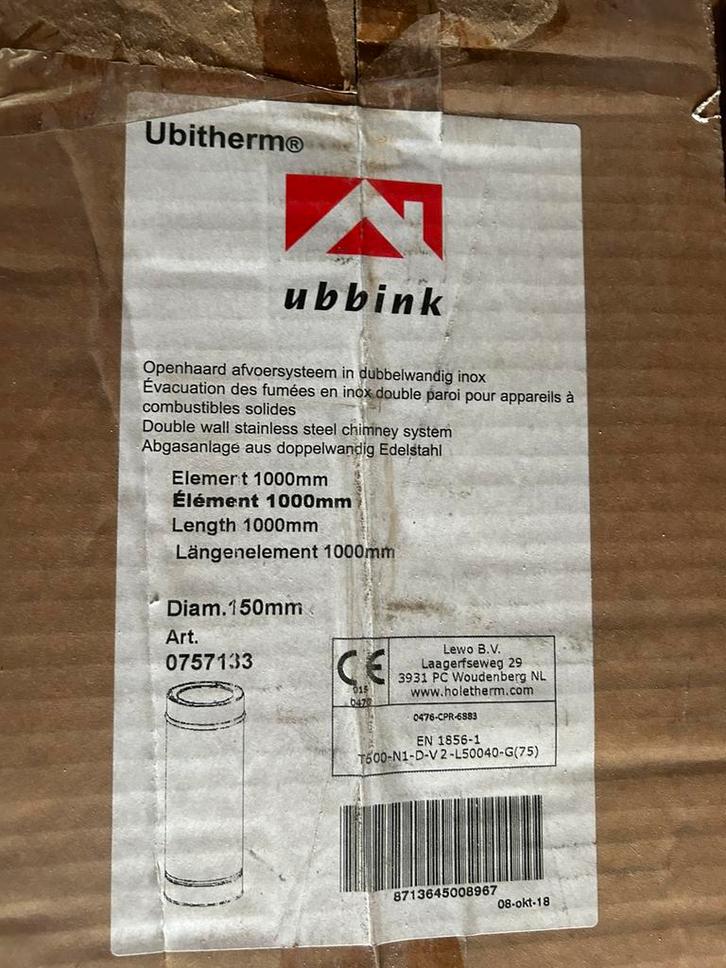 Ubitherm®
ubbink
Openhaard afvoersysteem in dubbelwandig inox
Évacuation des fumées en inox double paroi pour appareils à
combustibles solides
Double wall stainless steel chimney system
Abgasanlage aus doppelwandig Edelstahl
Element 1000mm
Élément 1000mm
Length 1000mm
Längenelement 1000mm
Diam.150mm
Art.
0757133
CE
Lewo B.V.
Laagerfseweg 29
3931 PC Woudenberg NL
www.holetherm.com
0476-CPR-6883
EN 1856-1
T600-N1-D-V2-L50040-G(75)
8713645008967
08-okt-18